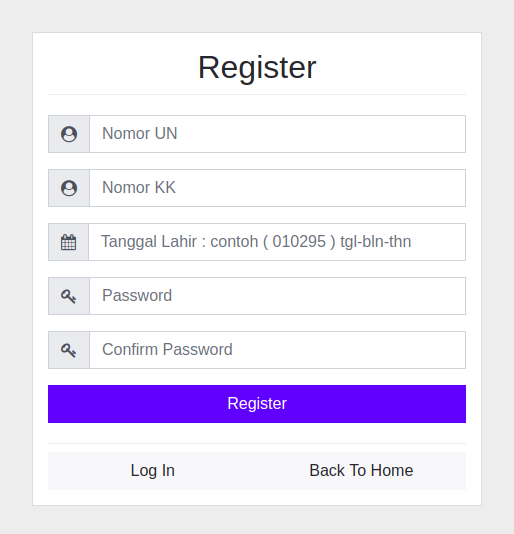 Register
Nomor UN
Nomor KK
Tanggal Lahir : contoh ( 010295 ) tgl-bln-thn
Password
Confirm Password
Register
Log In
Back To Home